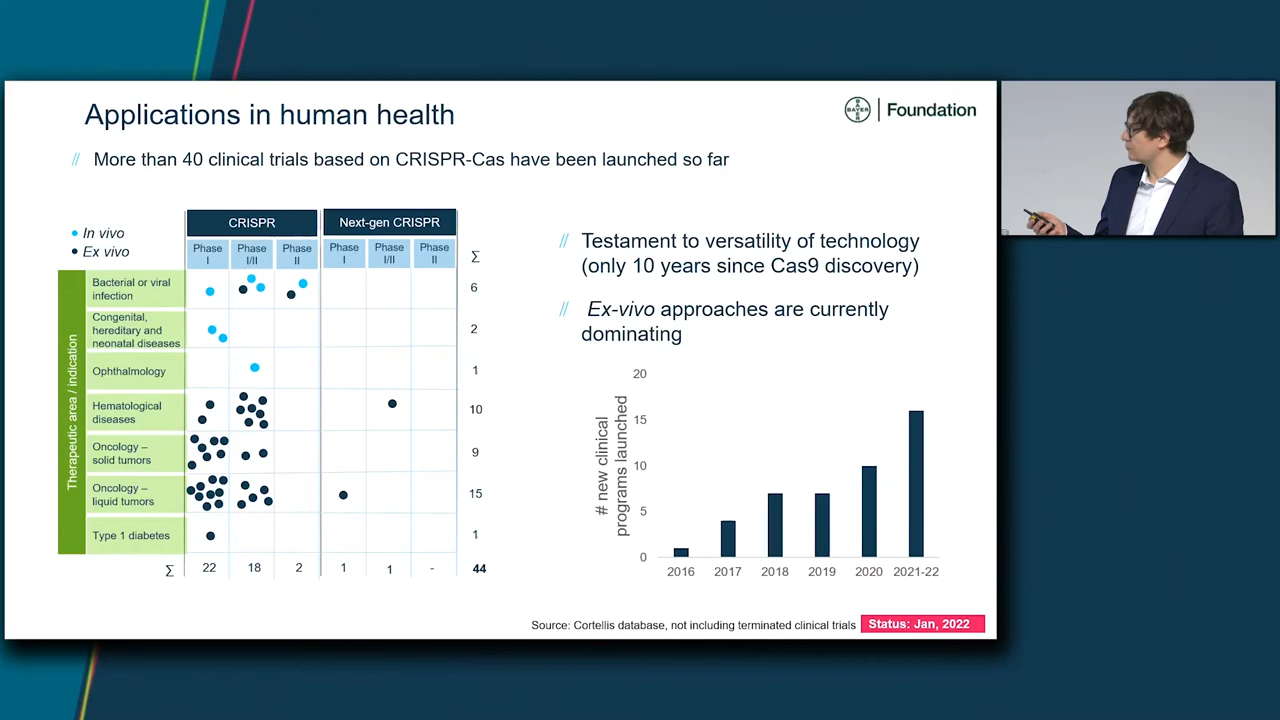 Applications in human health
BAYER
BAYER
Foundation
// More than 40 clinical trials based on CRISPR-Cas have been launched so far
In vivo
Ex vivo
CRISPR
Next-gen CRISPR
Phase I
Phase I/II
Phase II
Phase I
Phase I/II
Phase II
Σ
Therapeutic area / indication
Bacterial or viral
infection
6
Congenital,
hereditary and
neonatal diseases
2
Ophthalmology
1
Hematological
diseases
10
Oncology –
solid tumors
9
Oncology –
liquid tumors
15
Type 1 diabetes
1
Σ 22 18 2 1 1 - 44
// Testament to versatility of technology
(only 10 years since Cas9 discovery)
// Ex-vivo approaches are currently
dominating
# new clinical
programs launched
20
15
10
5
0
2016 2017 2018 2019 2020 2021-22
Source: Cortellis database, not including terminated clinical trials
Status: Jan, 2022